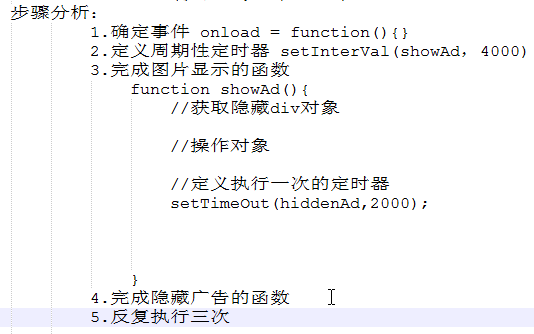 步骤分析：
1.确定事件 onload = function(){}
2.定义周期性定时器 setInterVal(showAd，4000)
3.完成图片显示的函数
function showAd(){
//获取隐藏div对象
//操作对象
//定义执行一次的定时器
setTimeOut(hiddenAd,2000);
}
4.完成隐藏广告的函数
5.反复执行三次